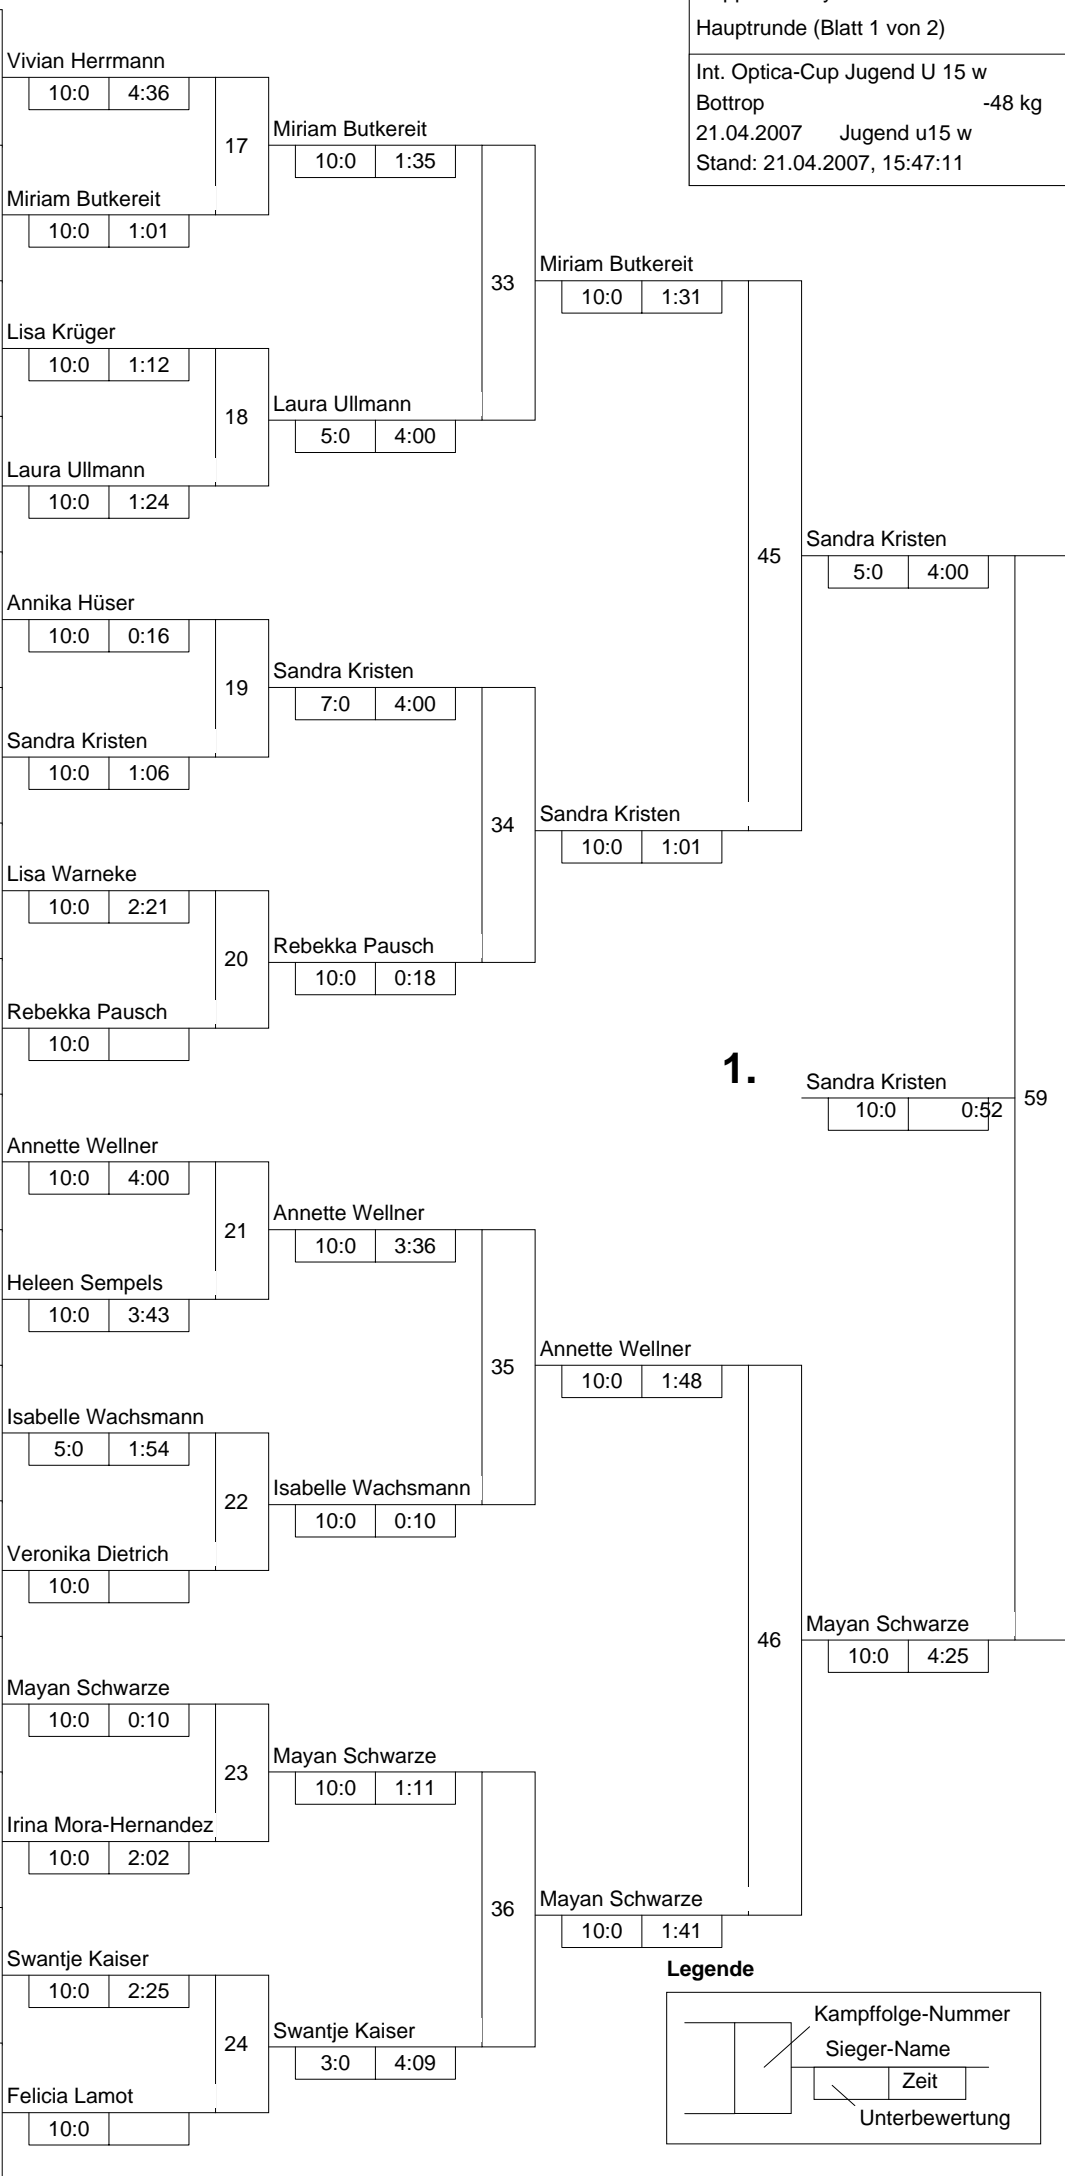 Hauptrunde (Blatt 1 von 2)
Int. Optica-Cup Jugend U 15 w
Bottrop -48 kg
21.04.2007 Jugend u15 w
Stand: 21.04.2007, 15:47:11
Vivian Herrmann
10:0 4:36
17
Miriam Butkereit
10:0 1:35
Miriam Butkereit
10:0 1:01
33
Miriam Butkereit
10:0 1:31
Lisa Krüger
10:0 1:12
18
Laura Ullmann
5:0 4:00
Laura Ullmann
10:0 1:24
45
Sandra Kristen
5:0 4:00
Annika Hüser
10:0 0:16
19
Sandra Kristen
7:0 4:00
Sandra Kristen
10:0 1:06
34
Sandra Kristen
10:0 1:01
Lisa Warneke
10:0 2:21
20
Rebekka Pausch
10:0 0:18
Rebekka Pausch
10:0
1.
Sandra Kristen
10:0 0:52
59
Annette Wellner
10:0 4:00
21
Annette Wellner
10:0 3:36
Heleen Sempels
10:0 3:43
35
Annette Wellner
10:0 1:48
Isabelle Wachsmann
5:0 1:54
22
Isabelle Wachsmann
10:0 0:10
Veronika Dietrich
10:0
46
Mayan Schwarze
10:0 4:25
Mayan Schwarze
10:0 0:10
23
Mayan Schwarze
10:0 1:11
Irina Mora-Hernandez
10:0 2:02
36
Mayan Schwarze
10:0 1:41
Swantje Kaiser
10:0 2:25
24
Swantje Kaiser
3:0 4:09
Felicia Lamot
10:0
Legende
Kampffolge-Nummer
Sieger-Name
Zeit
Unterbewertung